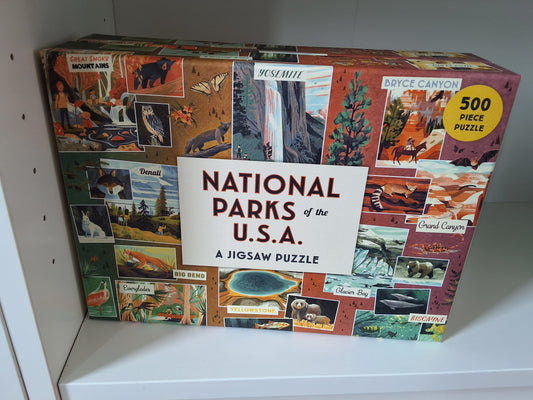 GREAT SMOKY
MOUNTAINS
YOSEMITE
BRYCE CANYON
500
PIECE
PUZZLE
Denali
NATIONAL
PARKS of the
U.S.A.
A JIGSAW PUZZLE
Grand Canyon
BIG BEND
Everglades
Glacier Bay
YELLOWSTONE
BISCAYNE